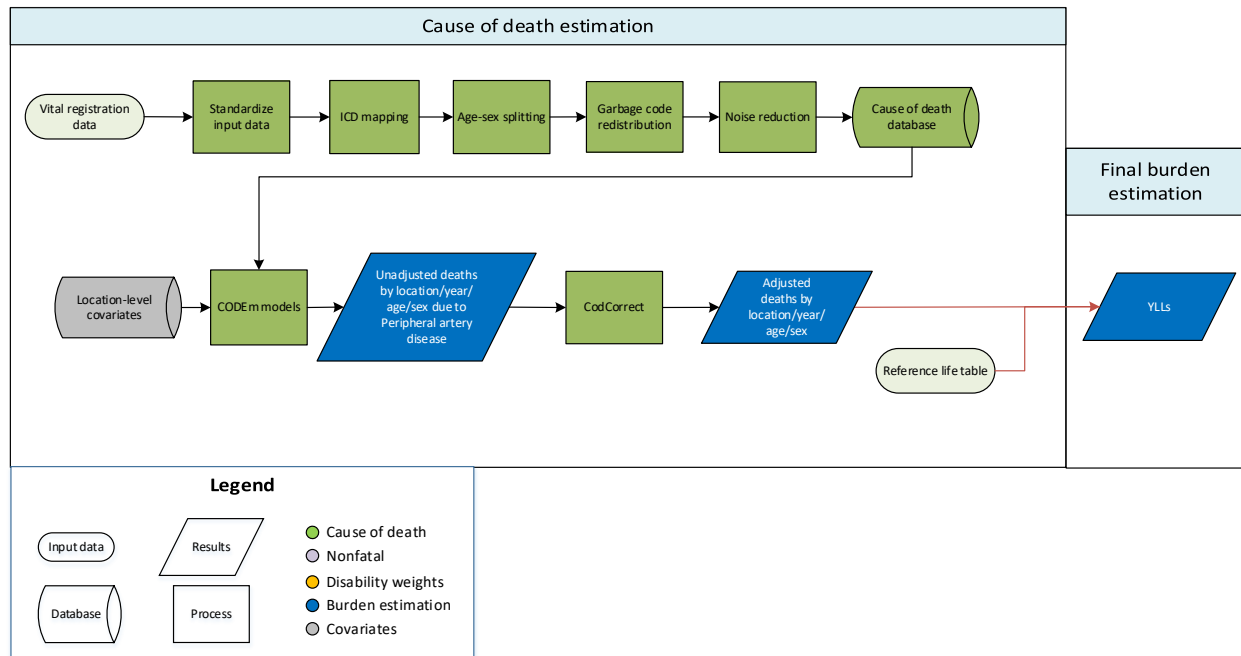 Cause of death estimation
Vital registration
data
Standardize
input data
ICD mapping
Age-sex splitting
Garbage code
redistribution
Noise reduction
Cause of death
database
Final burden
estimation
Location-level
covariates
CODEm models
Unadjusted deaths
by location/year/
age/sex due to
Peripheral artery
disease
CodCorrect
Adjusted
deaths by
location/year/
age/sex
YLLs
Reference life table
Legend
Input data
Results
Database
Process
Cause of death
Nonfatal
Disability weights
Burden estimation
Covariates